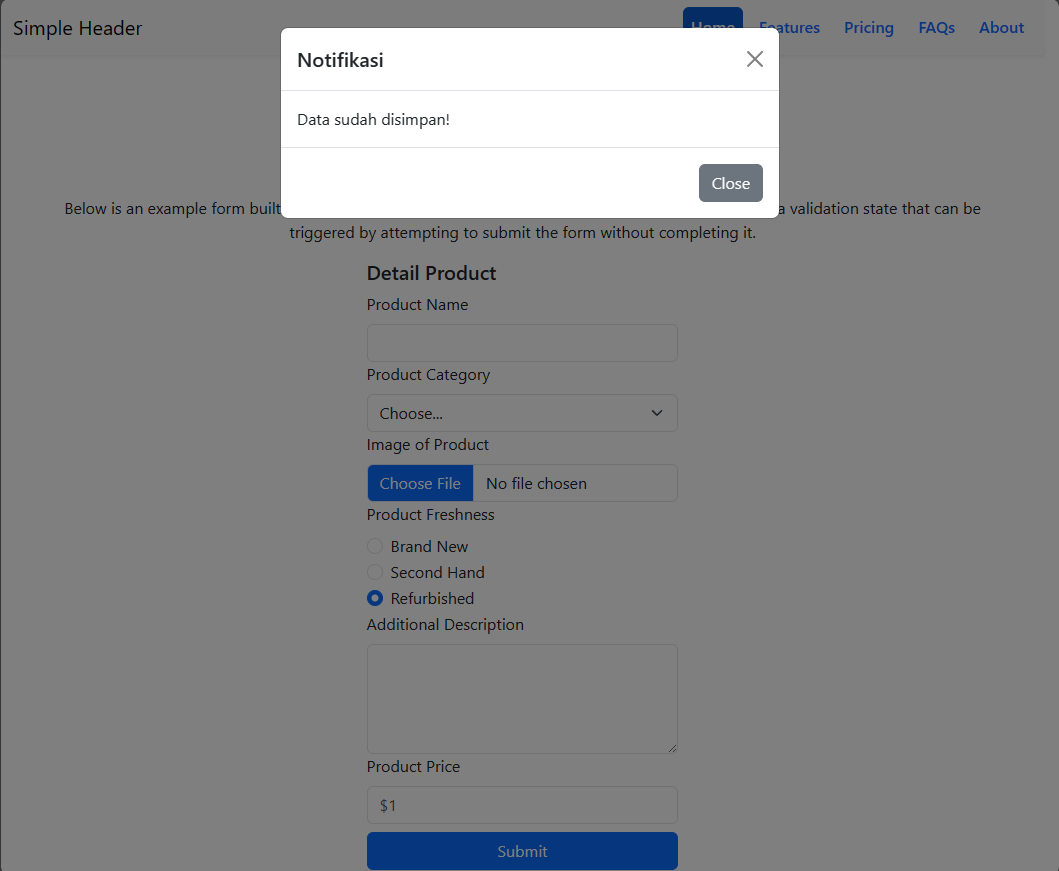 Simple Header
Home Features Pricing FAQs About
Notifikasi
Data sudah disimpan!
Close
Below is an example form built
a validation state that can be
triggered by attempting to submit the form without completing it.
Detail Product
Product Name
Product Category
Choose...
Image of Product
Choose File No file chosen
Product Freshness
Brand New
Second Hand
Refurbished
Additional Description
Product Price
$1
Submit